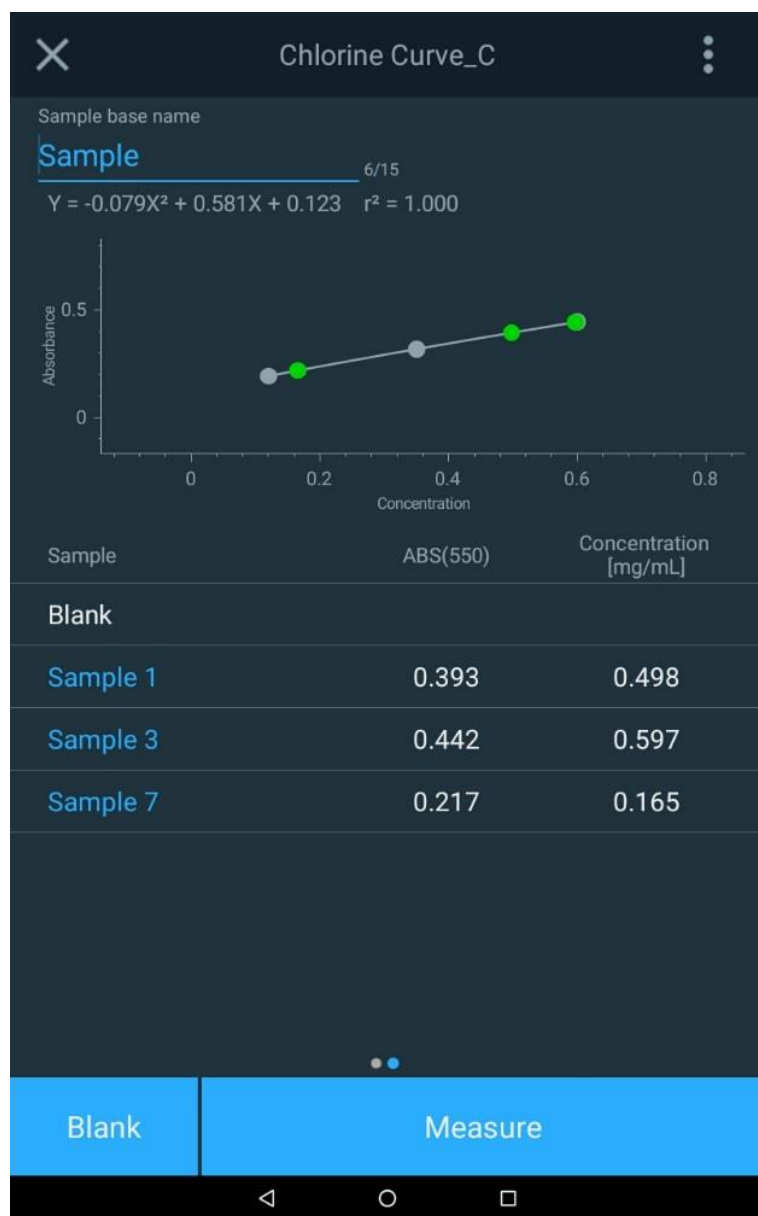 Chlorine Curve_C
Sample base name
Sample 6/15
Y = -0.079X² + 0.581X + 0.123 r² = 1.000
0.5
Absorbance
0
0 0.2 0.4 0.6 0.8
Concentration
Sample ABS(550) Concentration [mg/mL]
Blank
Sample 1 0.393 0.498
Sample 3 0.442 0.597
Sample 7 0.217 0.165
Blank Measure